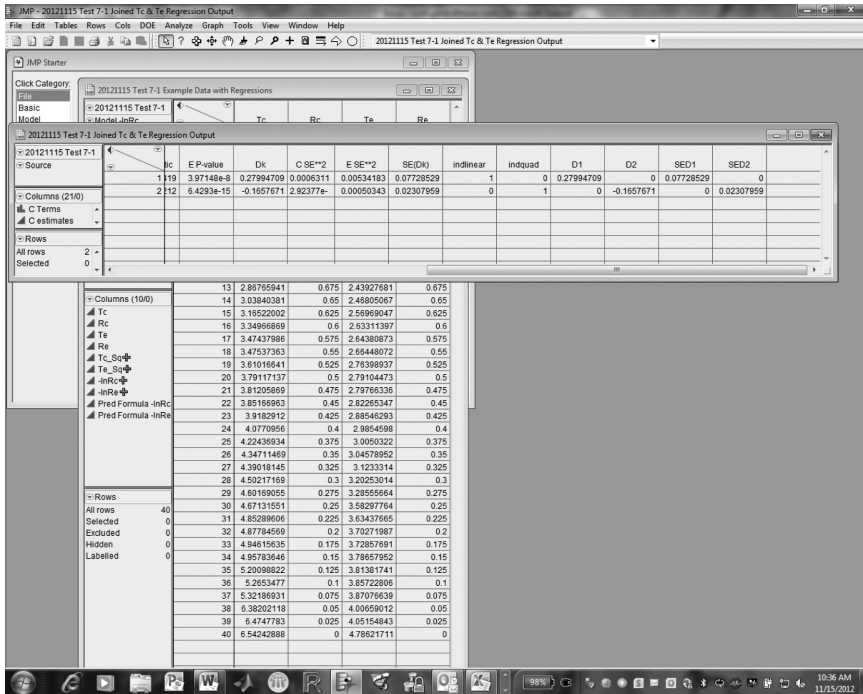 JMP - 20121115 Test 7-1 Joined Tc & Te Regression Output
File Edit Tables Rows Cols DOE Analyze Graph Tools View Window Help
20121115 Test 7-1 Joined Tc & Te Regression Output
JMP Starter
Click Category:
File
Basic
Model
20121115 Test 7-1 Example Data with Regressions
20121115 Test 7-1
Model -lnRc
Tc Rc Te Re
20121115 Test 7-1 Joined Tc & Te Regression Output
20121115 Test 7-1
Source
tic E P-value Dk C SE**2 E SE**2 SE(Dk) indlinear indquad D1 D2 SED1 SED2
1 419 3.97148e-8 0.27994709 0.0006311 0.00534183 0.07728529 1 0 0.27994709 0 0.07728529 0
2 212 6.4293e-15 -0.1657671 2.92377e- 0.00050343 0.02307959 0 1 0 -0.1657671 0 0.02307959
Columns (21/0)
C Terms
C estimates
Rows
All rows 2
Selected 0
13 2.86765941 0.675 2.43927681 0.675
14 3.03840381 0.65 2.46805067 0.65
15 3.16522002 0.625 2.56969047 0.625
16 3.34966869 0.6 2.63311397 0.6
17 3.47437986 0.575 2.64380873 0.575
18 3.47537363 0.55 2.66448072 0.55
19 3.61016641 0.525 2.76398937 0.525
20 3.79117137 0.5 2.79104473 0.5
21 3.81205869 0.475 2.79766336 0.475
22 3.85166963 0.45 2.82265347 0.45
23 3.9182912 0.425 2.88546293 0.425
24 4.0770956 0.4 2.9854598 0.4
25 4.22436934 0.375 3.0050322 0.375
26 4.34711469 0.35 3.04578952 0.35
27 4.39018145 0.325 3.1233314 0.325
28 4.50217169 0.3 3.20253014 0.3
29 4.60169055 0.275 3.28555664 0.275
30 4.67131551 0.25 3.58297764 0.25
31 4.85289606 0.225 3.63437665 0.225
32 4.87784569 0.2 3.70271987 0.2
33 4.94615635 0.175 3.72857691 0.175
34 4.95783646 0.15 3.78657952 0.15
35 5.20098822 0.125 3.81381741 0.125
36 5.2653477 0.1 3.85722806 0.1
37 5.32186931 0.075 3.87076639 0.075
38 6.38202118 0.05 4.00659012 0.05
39 6.4747783 0.025 4.05154843 0.025
40 6.54242888 0 4.78621711 0
Columns (10/0)
Tc
Rc
Te
Re
Tc_Sq
Te_Sq
-lnRc
-lnRe
Pred Formula -lnRc
Pred Formula -lnRe
Rows
All rows 40
Selected 0
Excluded 0
Hidden 0
Labelled 0
98%
10:36 AM
11/15/2012